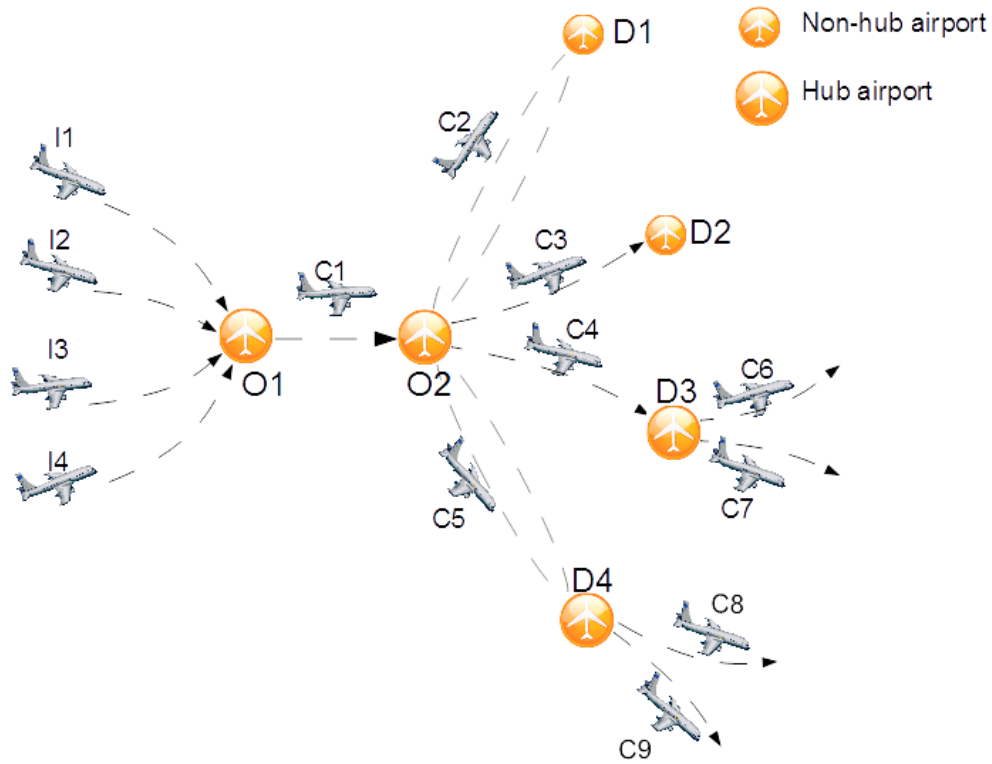 D1
Non-hub airport
Hub airport
C2
I1
I2
C3
D2
C1
I3
O1
O2
C4
D3
C6
I4
C5
C7
D4
C8
C9